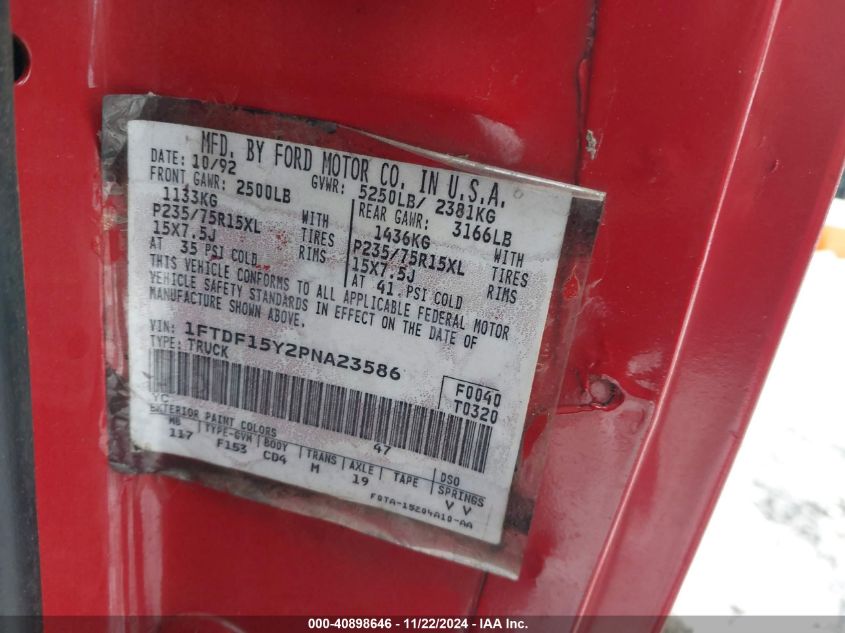 MFD. BY FORD MOTOR CO. IN U.S.A.
DATE: 10/92 GVWR: 5250LB/ 2381KG
FRONT GAWR: 2500LB REAR GAWR: 3166LB
1133KG 1436KG
P235/75R15XL WITH TIRES P235/75R15XL WITH TIRES
15X7.5J RIMS 15X7.5J RIMS
AT 35 PSI COLD AT 41 PSI COLD
THIS VEHICLE CONFORMS TO ALL APPLICABLE FEDERAL MOTOR
VEHICLE SAFETY STANDARDS IN EFFECT ON THE DATE OF
MANUFACTURE SHOWN ABOVE.
VIN: 1FTDF15Y2PNA23586
TYPE: TRUCK
F0040
T0320
YC 47
EXTERIOR PAINT COLORS DSO
WB TYPE-GVW BODY TRANS AXLE TAPE SPRINGS
117 F153 CD4 M 19 V V
F0TA-15204A10-AA
000-40898646 - 11/22/2024 - IAA Inc.